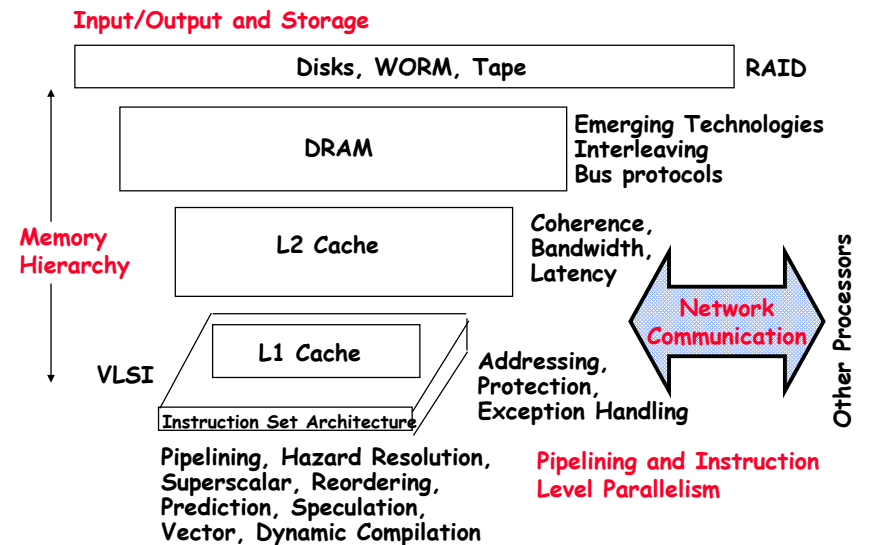 Input/Output and Storage
Disks, WORM, Tape
RAID
DRAM
Emerging Technologies
Interleaving
Bus protocols
Memory
Hierarchy
L2 Cache
Coherence,
Bandwidth,
Latency
Network
Communication
Other Processors
VLSI
L1 Cache
Addressing,
Protection,
Exception Handling
Instruction Set Architecture
Pipelining, Hazard Resolution,
Superscalar, Reordering,
Prediction, Speculation,
Vector, Dynamic Compilation
Pipelining and Instruction
Level Parallelism